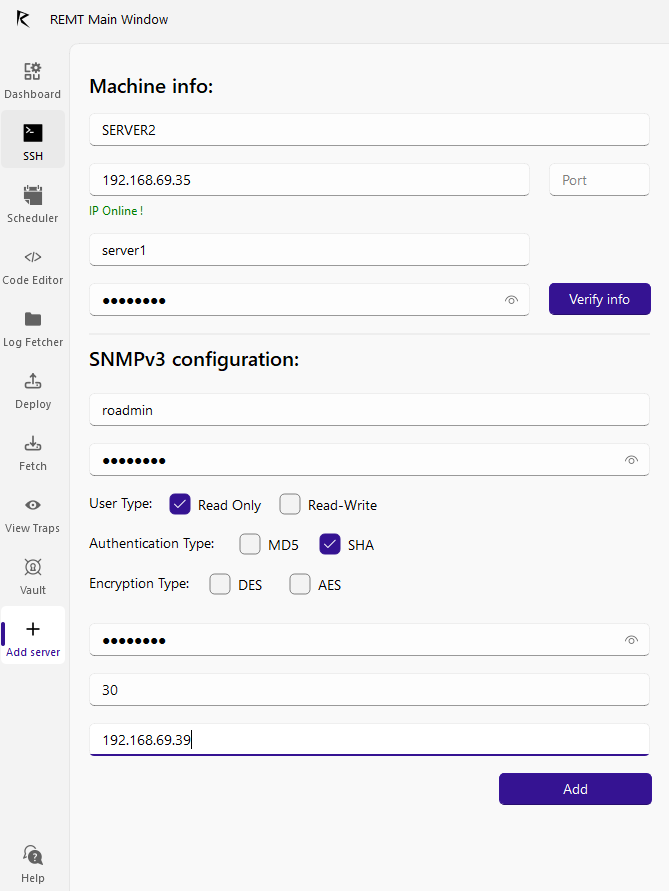 REMT Main Window
Dashboard
SSH
Scheduler
Code Editor
Log Fetcher
Deploy
Fetch
View Traps
Vault
Add server
Help
Machine info:
SERVER2
192.168.69.35 Port
IP Online!
server1
●●●●●●●● Verify info
SNMPv3 configuration:
roadmin
●●●●●●●●
User Type: Read Only Read-Write
Authentication Type: MD5 SHA
Encryption Type: DES AES
●●●●●●●●
30
192.168.69.39
Add